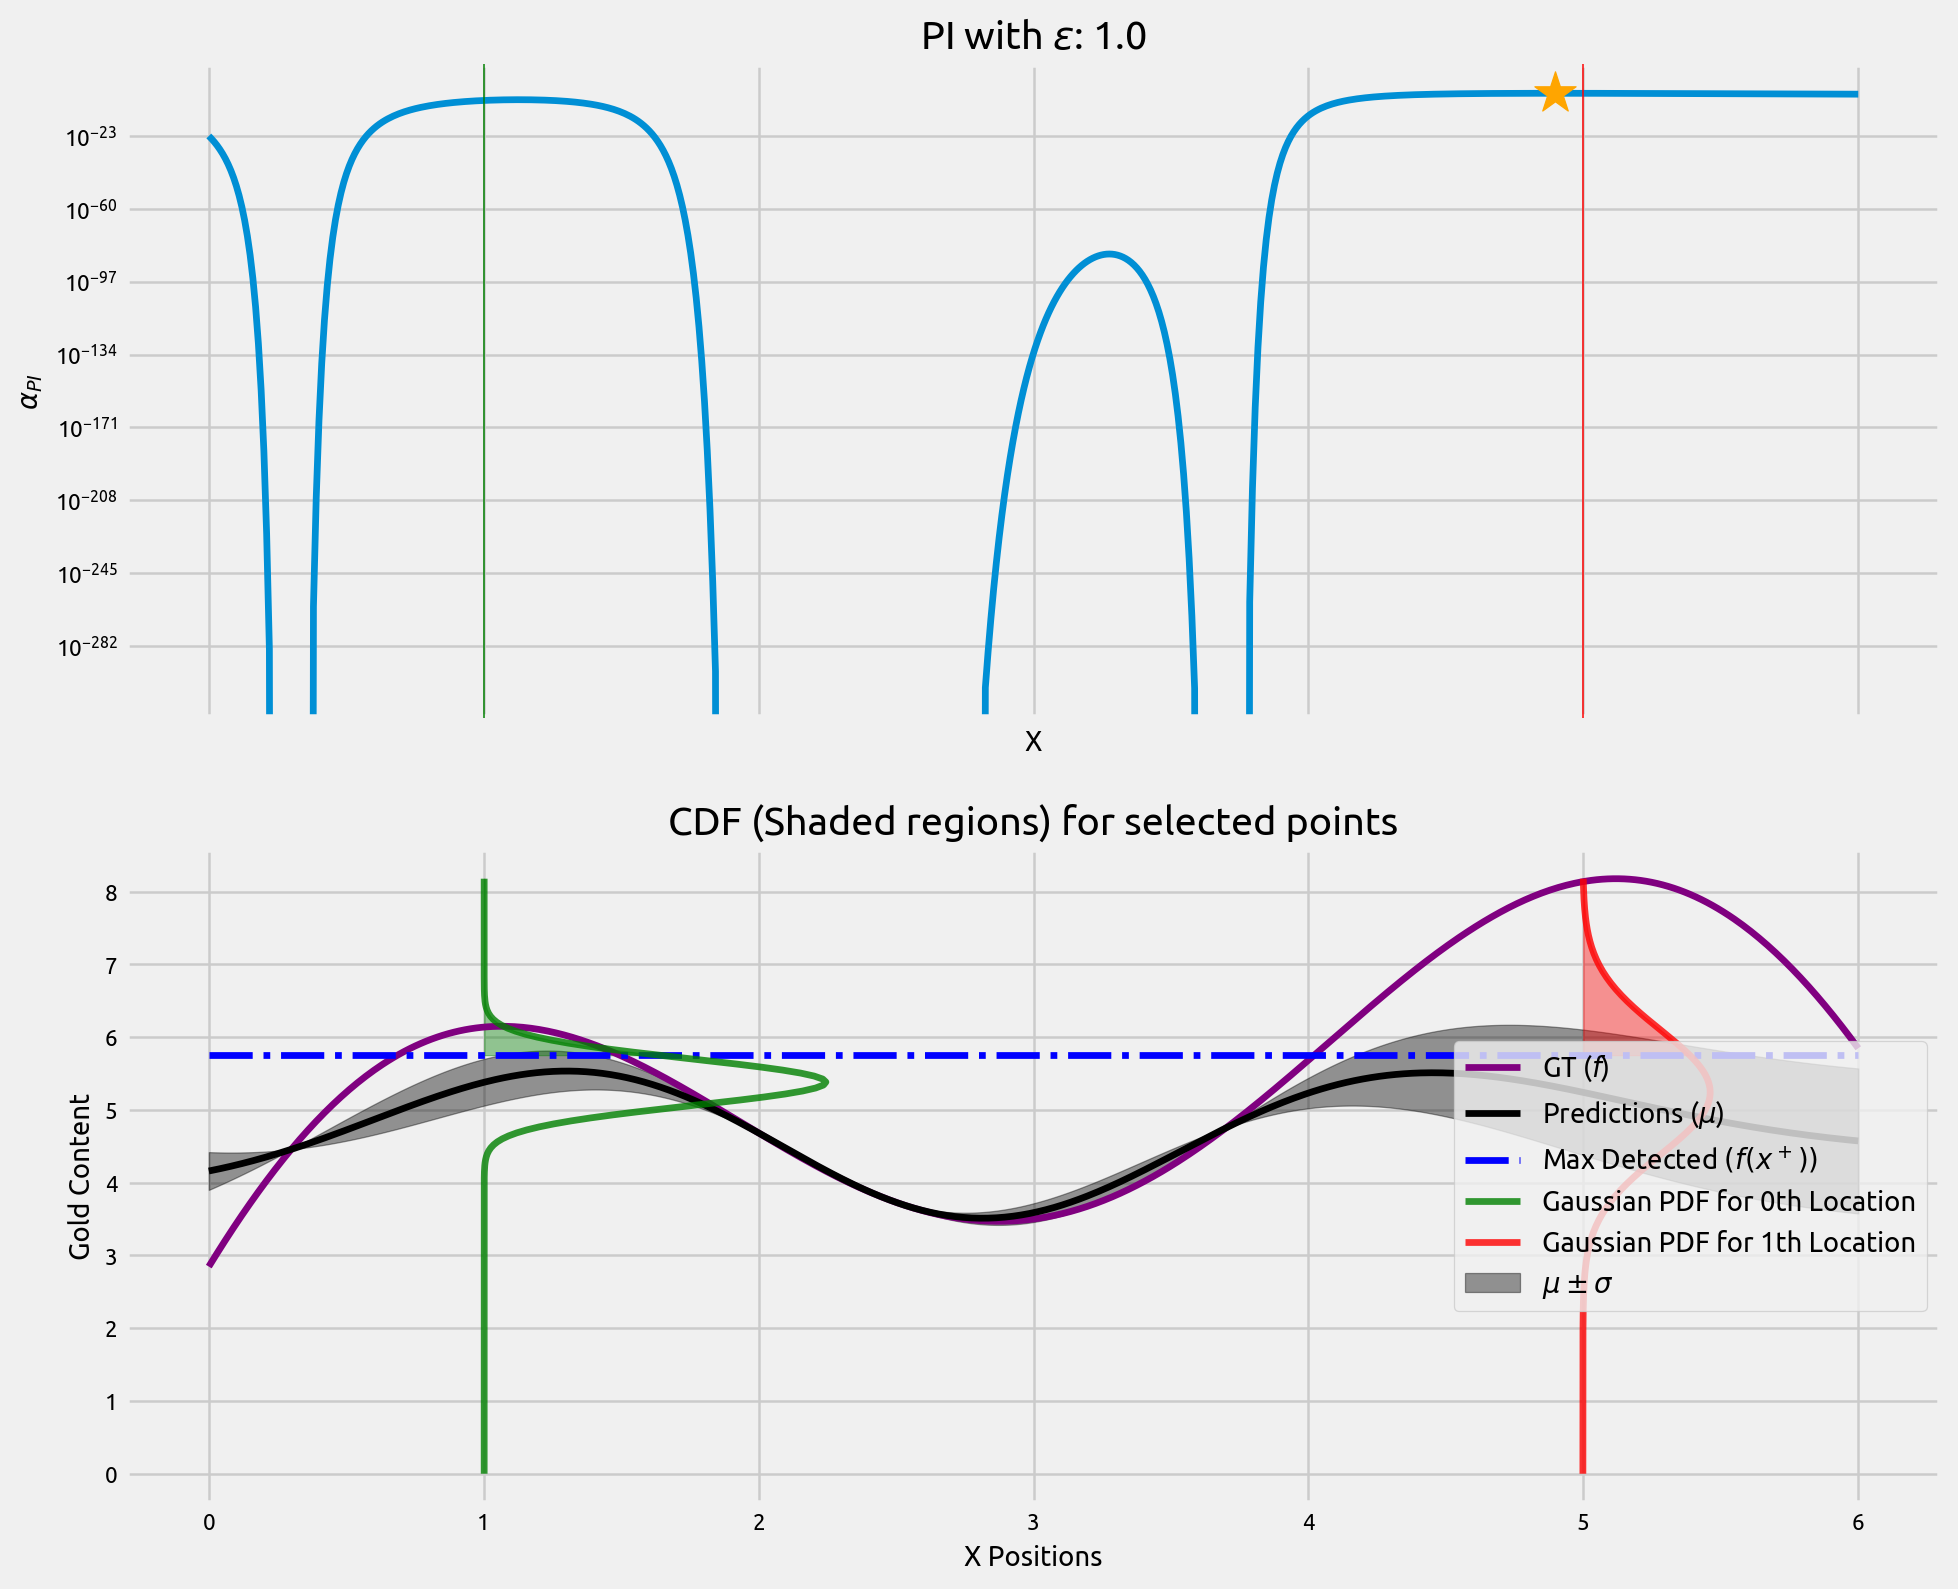 PI with ε: 1.0
10⁻²³
10⁻⁶⁰
10⁻⁹⁷
10⁻¹³⁴
10⁻¹⁷¹
10⁻²⁰⁸
10⁻²⁴⁵
10⁻²⁸²
α_PI
X
CDF (Shaded regions) for selected points
8
7
6
5
4
3
2
1
0
Gold Content
GT (f)
Predictions (μ)
Max Detected (f(x⁺))
Gaussian PDF for 0th Location
Gaussian PDF for 1th Location
μ ± σ
0 1 2 3 4 5 6
X Positions